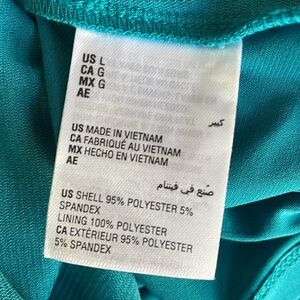 US L
CA G
MX G
AE
كبير
US MADE IN VIETNAM
CA FABRIQUÉ AU VIETNAM
MX HECHO EN VIETNAM
AE
صنع في فيتنام
US SHELL 95% POLYESTER 5%
SPANDEX
LINING 100% POLYESTER
CA EXTÉRIEUR 95% POLYESTER
5% SPANDEX